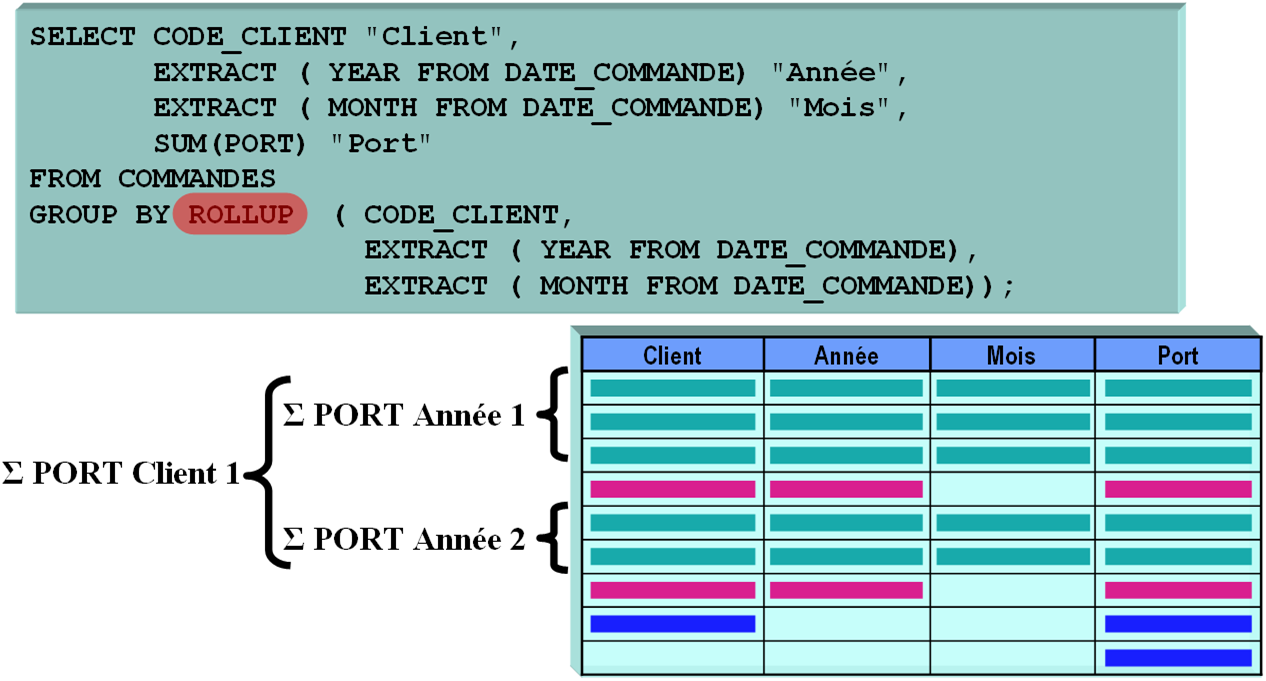 SELECT CODE_CLIENT "Client",
EXTRACT ( YEAR FROM DATE_COMMANDE) "Année",
EXTRACT ( MONTH FROM DATE_COMMANDE) "Mois",
SUM(PORT) "Port"
FROM COMMANDES
GROUP BY ROLLUP ( CODE_CLIENT,
EXTRACT ( YEAR FROM DATE_COMMANDE),
EXTRACT ( MONTH FROM DATE_COMMANDE));
Client Année Mois Port
Σ PORT Année 1
Σ PORT Client 1
Σ PORT Année 2